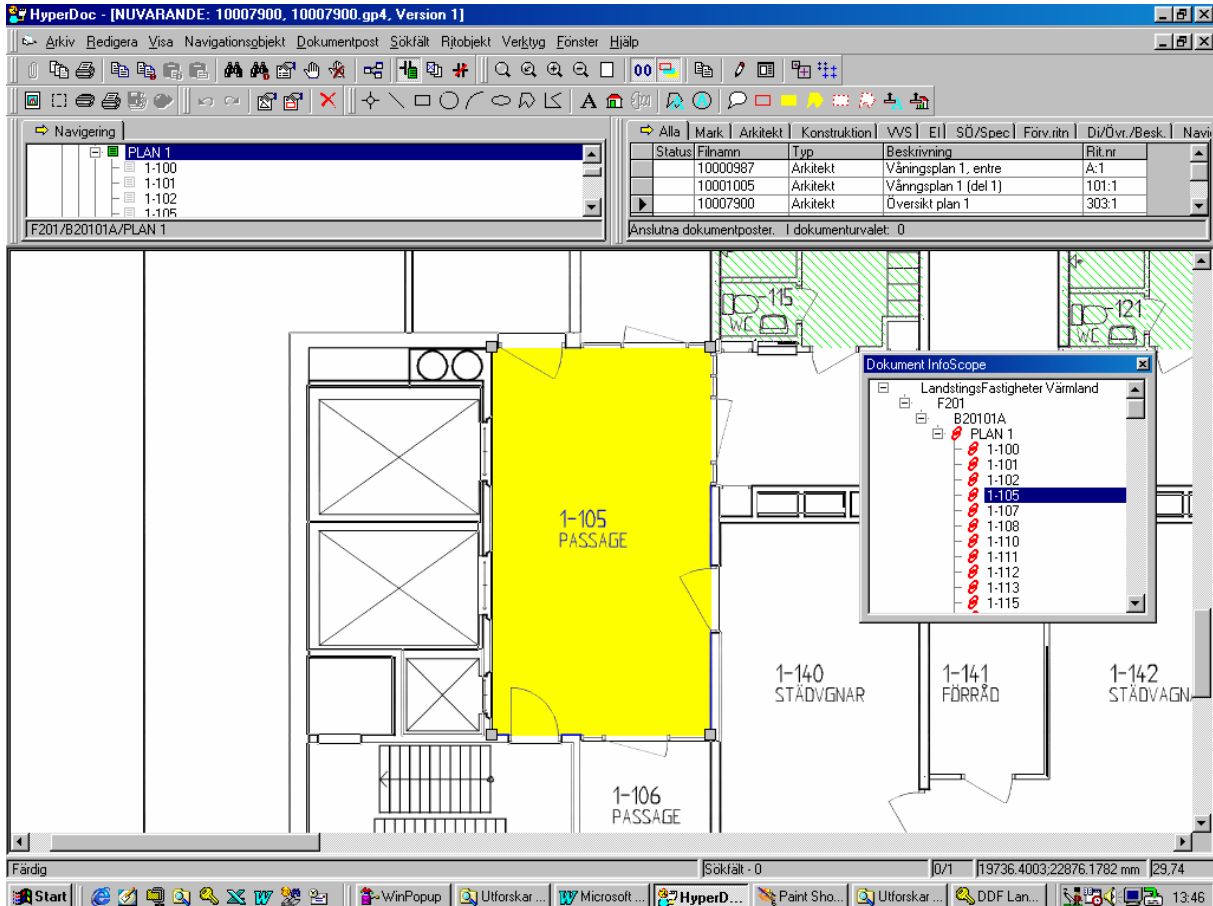 HyperDoc - [NUVARANDE: 10007900, 10007900.gp4, Version 1]
Arkiv Redigera Visa Navigationsobjekt Dokumentpost Sökfält Ritobjekt Verktyg Fönster Hjälp
Navigering
PLAN 1
1-100
1-101
1-102
1-105
F201/B20101A/PLAN 1
Alla Mark Arkitekt Konstruktion VVS El SÖ/Spec Förv.ritn Di/Övr./Besk. Navi
Status Filnamn Typ Beskrivning Rit.nr
10000987 Arkitekt Våningsplan 1, entre A:1
10001005 Arkitekt Vånngsplan 1 (del 1) 101:1
10007900 Arkitekt Översikt plan 1 303:1
Anslutna dokumentposter. I dokumenturvalet: 0
-115
WC
-121
WC
Dokument InfoScope
LandstingsFastigheter Värmland
F201
B20101A
PLAN 1
1-100
1-101
1-102
1-105
1-107
1-108
1-110
1-111
1-112
1-113
1-115
1-105
PASSAGE
1-140
STÄDVGNAR
1-141
FÖRRÅD
1-142
STÄDVAGN
1-106
PASSAGE
Färdig Sökfält - 0 0/1 19736.4003;22876.1782 mm 29,74
Start WinPopup Utforskar ... Microsoft ... HyperD... Paint Sho... Utforskar ... DDF Lan... 13:46